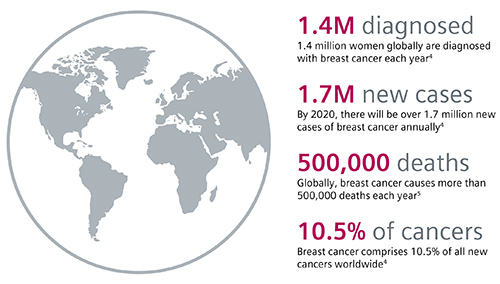 1.4M diagnosed
1.4 million women globally are diagnosed
with breast cancer each year⁴
1.7M new cases
By 2020, there will be over 1.7 million new
cases of breast cancer annually⁴
500,000 deaths
Globally, breast cancer causes more than
500,000 deaths each year⁵
10.5% of cancers
Breast cancer comprises 10.5% of all new
cancers worldwide⁴